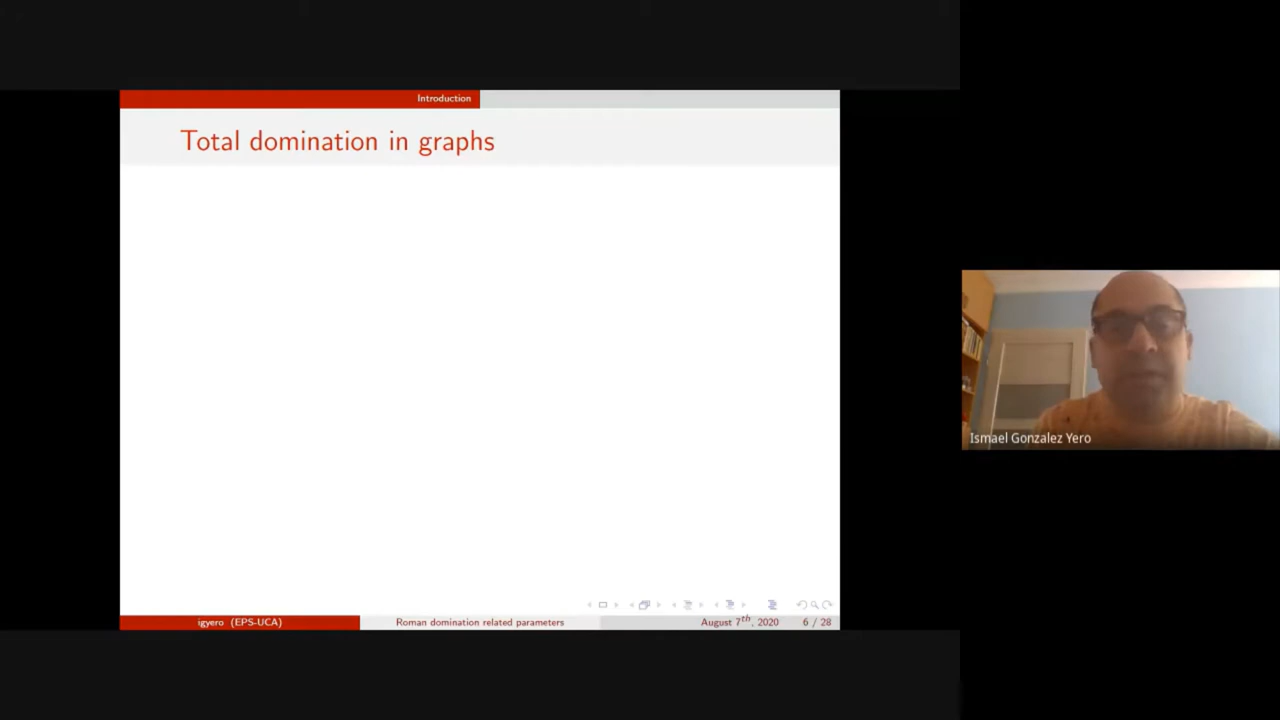 Introduction
Total domination in graphs
Ismael Gonzalez Yero
igyero (EPS-UCA)
Roman domination related parameters
August 7th, 2020
6 / 28